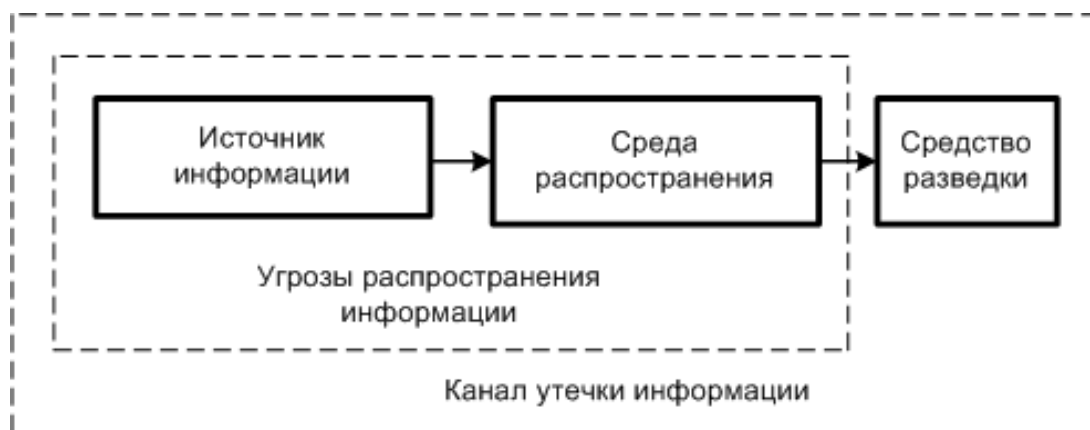 Источник
информации
Среда
распространения
Средство
разведки
Угрозы распространения
информации
Канал утечки информации